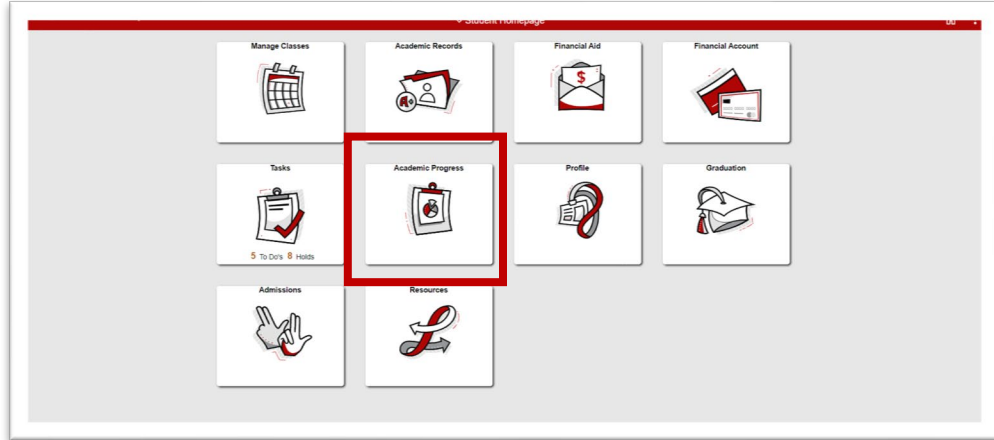 Student Homepage
Manage Classes
Academic Records
Financial Aid
Financial Account
$
A+
Tasks
Academic Progress
Profile
Graduation
5 To Do's 8 Holds
Admissions
Resources